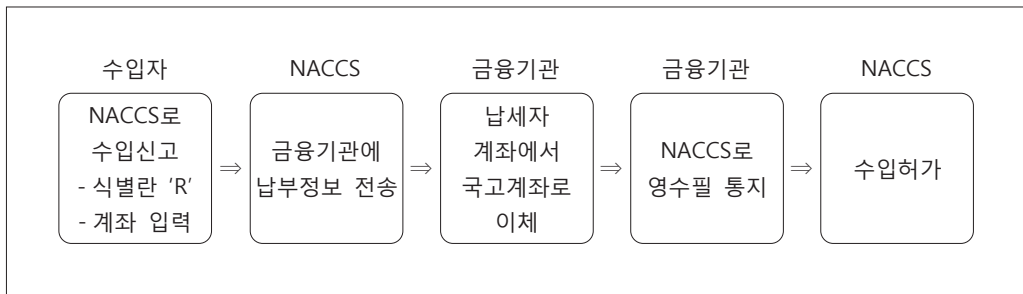 수입자
NACCS
금융기관
금융기관
NACCS
NACCS로
수입신고
- 식별란 ‘R’
- 계좌 입력
⇒
금융기관에
납부정보 전송
⇒
납세자
계좌에서
국고계좌로
이체
⇒
NACCS로
영수필 통지
⇒
수입허가